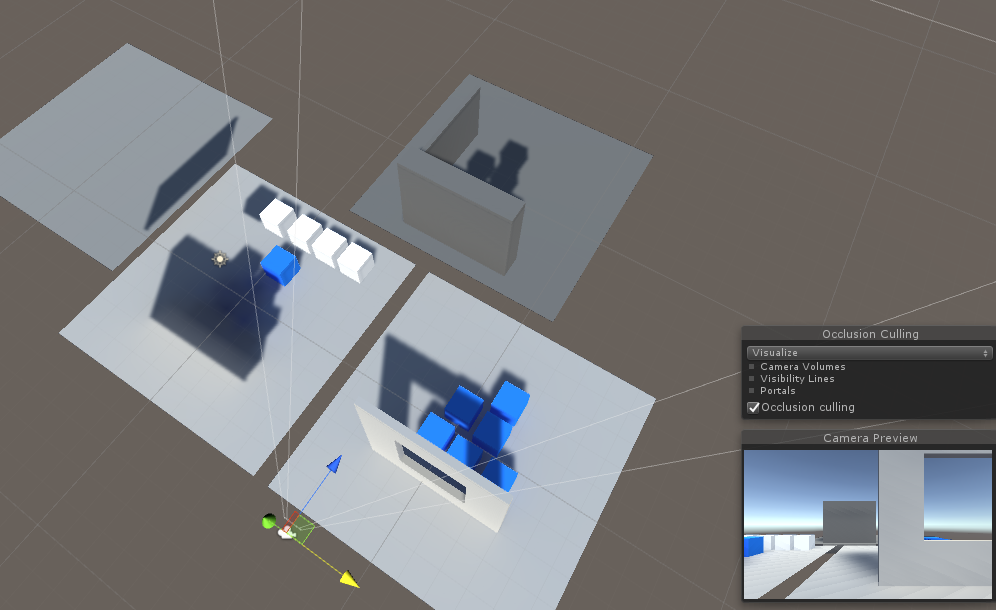 Occlusion Culling
Visualize
Camera Volumes
Visibility Lines
Portals
Occlusion culling
Camera Preview